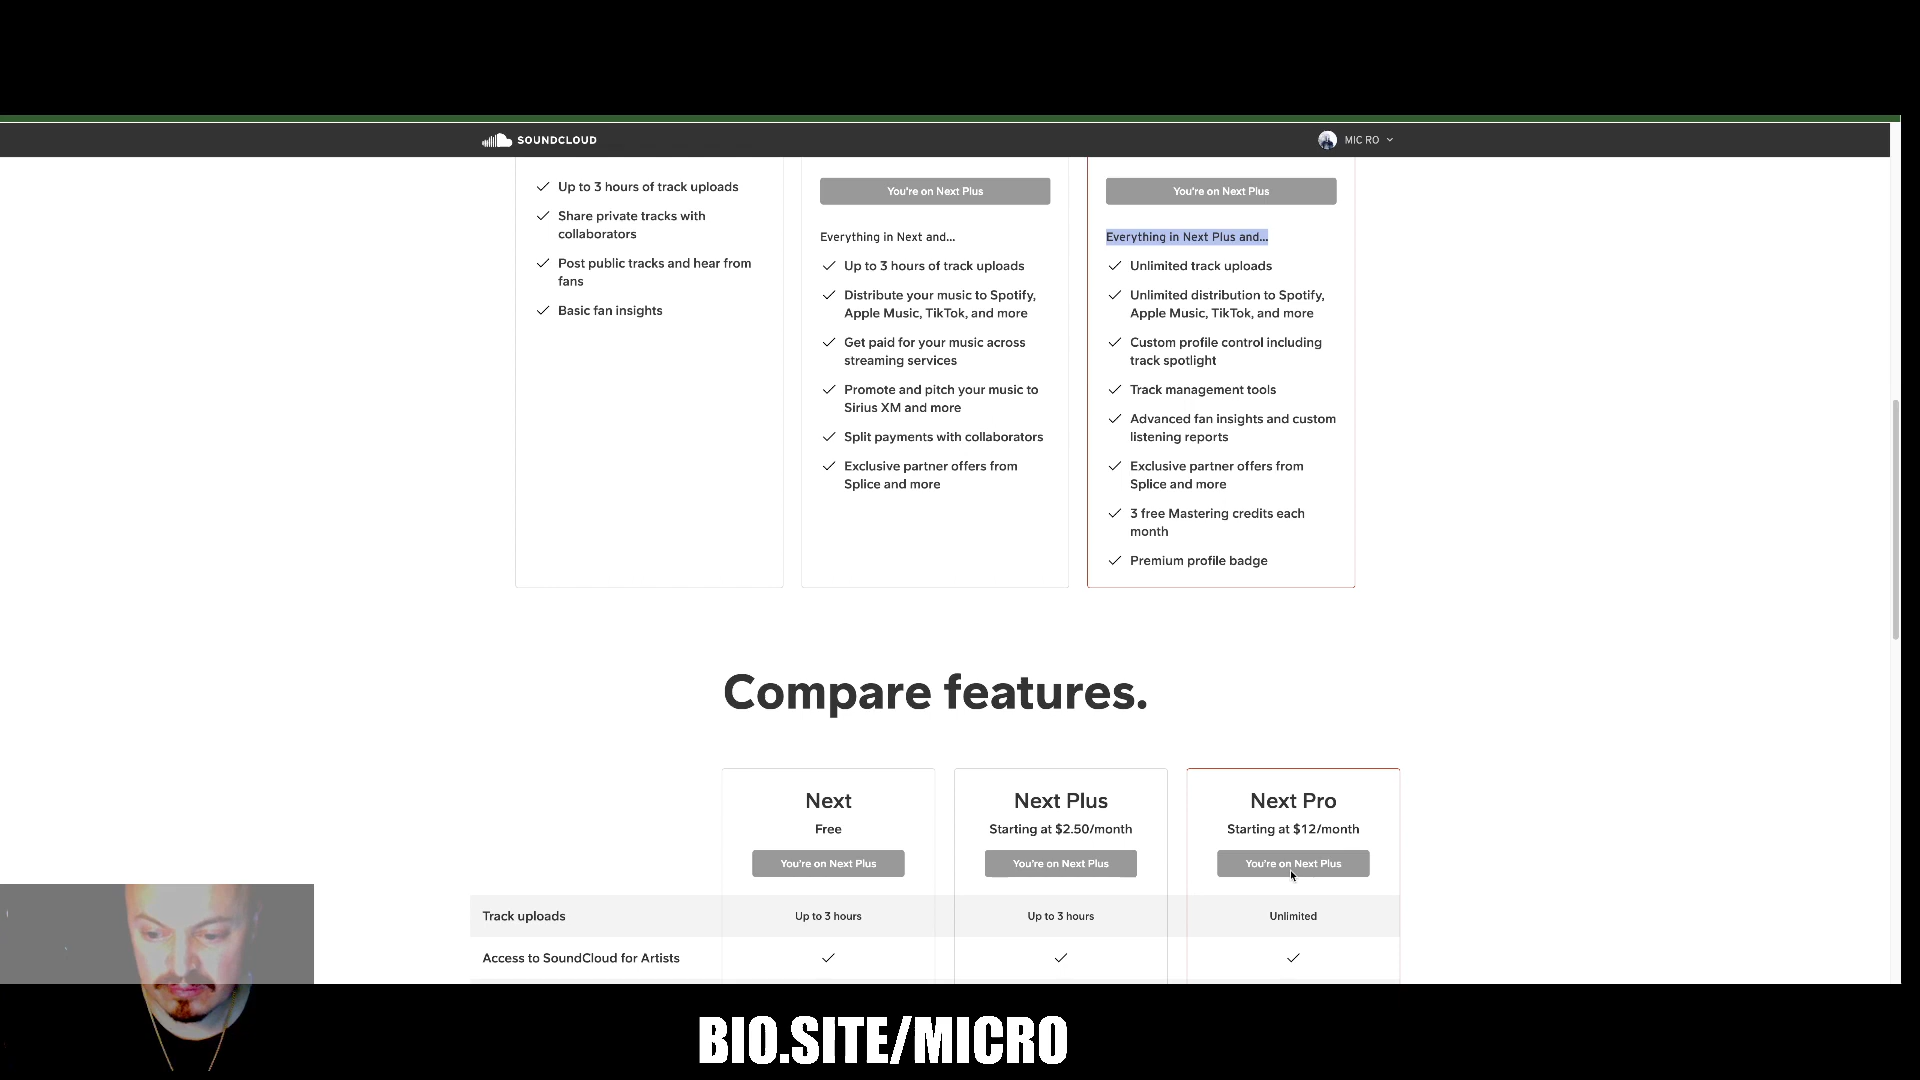 SOUNDCLOUD
MIC RO
Up to 3 hours of track uploads
Share private tracks with
collaborators
Post public tracks and hear from
fans
Basic fan insights
You're on Next Plus
Everything in Next and...
Up to 3 hours of track uploads
Distribute your music to Spotify,
Apple Music, TikTok, and more
Get paid for your music across
streaming services
Promote and pitch your music to
Sirius XM and more
Split payments with collaborators
Exclusive partner offers from
Splice and more
You're on Next Plus
Everything in Next Plus and...
Unlimited track uploads
Unlimited distribution to Spotify,
Apple Music, TikTok, and more
Custom profile control including
track spotlight
Track management tools
Advanced fan insights and custom
listening reports
Exclusive partner offers from
Splice and more
3 free Mastering credits each
month
Premium profile badge
Compare features.
Next
Free
You're on Next Plus
Next Plus
Starting at $2.50/month
You're on Next Plus
Next Pro
Starting at $12/month
You're on Next Plus
Track uploads Up to 3 hours Up to 3 hours Unlimited
Access to SoundCloud for Artists
BIO.SITE/MICRO